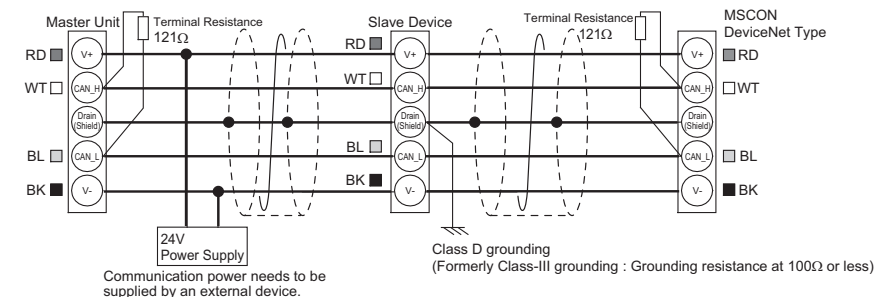 Master Unit
Terminal Resistance
121Ω
Slave Device
Terminal Resistance
121Ω
MSCON
DeviceNet Type
RD
V+
RD
V+
V+
RD
WT
CAN_H
WT
CAN_H
CAN_H
WT
Drain
(Shield)
Drain
(Shield)
Drain
(Shield)
BL
CAN_L
BL
CAN_L
CAN_L
BL
BK
V-
BK
V-
V-
BK
24V
Power Supply
Communication power needs to be
supplied by an external device.
Class D grounding
(Formerly Class-III grounding : Grounding resistance at 100Ω or less)